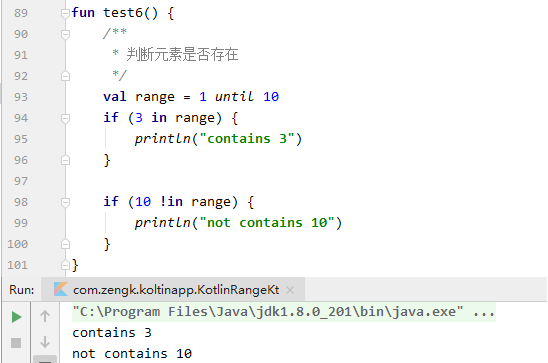 89 fun test6() {
90 /**
91 * 判断元素是否存在
92 */
93 val range = 1 until 10
94 if (3 in range) {
95 println("contains 3")
96 }
97
98 if (10 !in range) {
99 println("not contains 10")
100 }
101 }
Run: com.zengk.koltinapp.KotlinRangeKt ×
"C:\Program Files\Java\jdk1.8.0_201\bin\java.exe" ...
contains 3
not contains 10